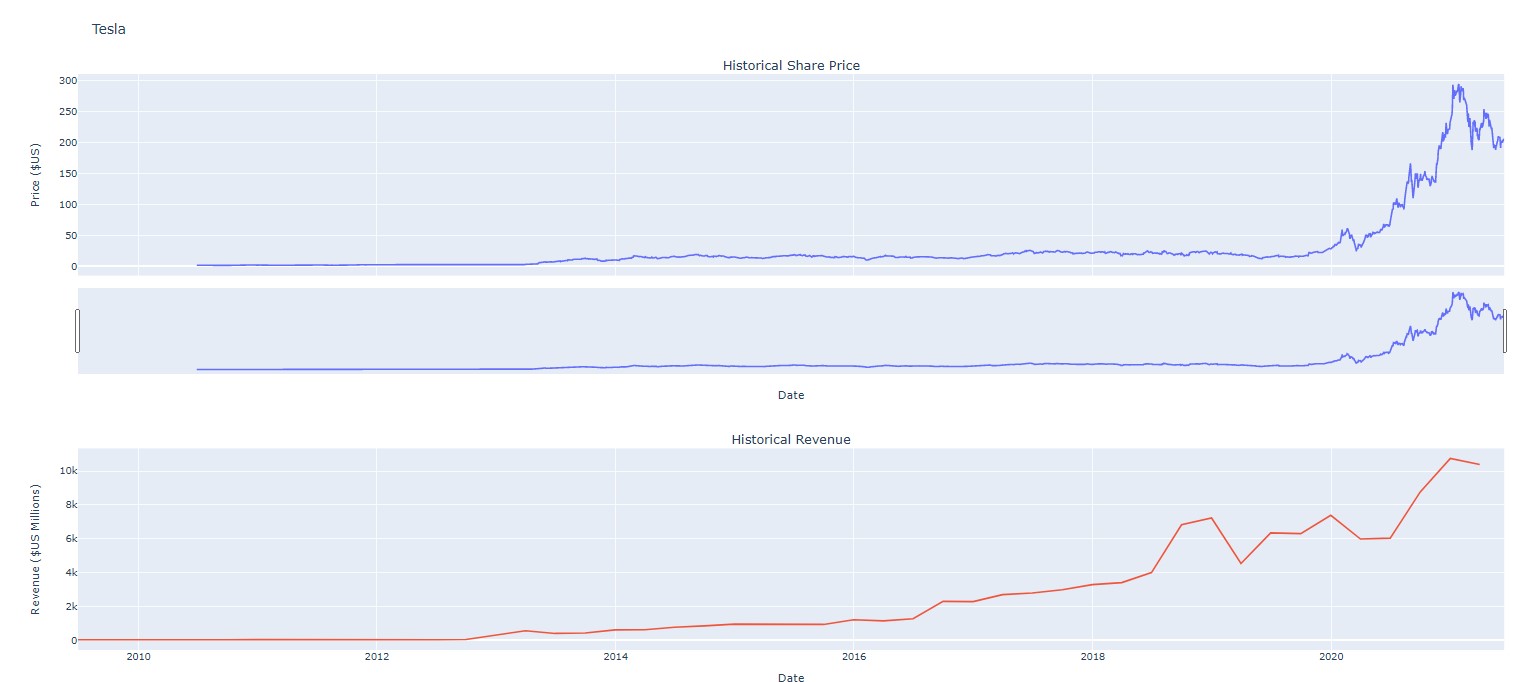 Tesla
Historical Share Price
300
250
200
150
100
50
0
Price ($US)
Date
Historical Revenue
10k
8k
6k
4k
2k
0
Revenue ($US Millions)
2010 2012 2014 2016 2018 2020
Date